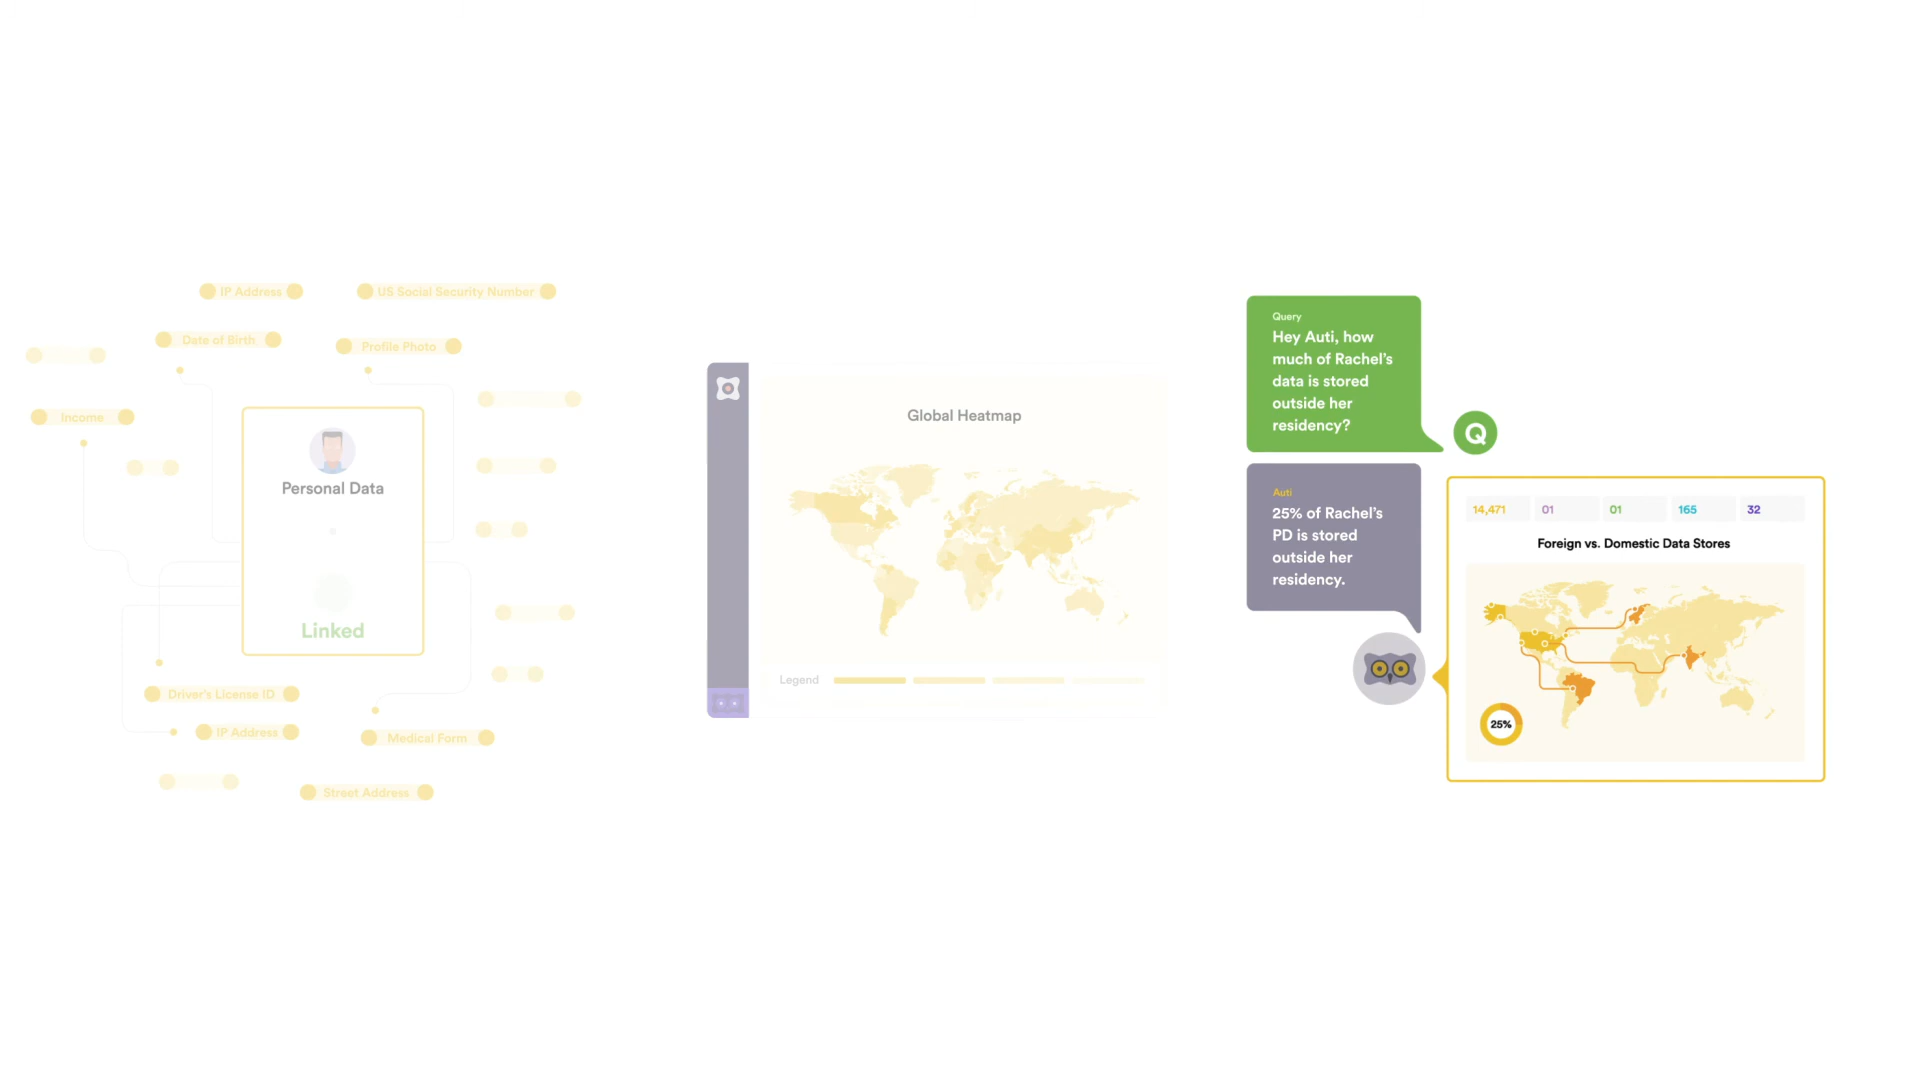 IP Address
US Social Security Number
Date of Birth
Profile Photo
Income
Personal Data
Linked
Driver's License ID
IP Address
Medical Form
Street Address
Global Heatmap
Legend
Query
Hey Auti, how
much of Rachel's
data is stored
outside her
residency?
Q
Auti
25% of Rachel's
PD is stored
outside her
residency.
14,471
01
01
165
32
Foreign vs. Domestic Data Stores
25%